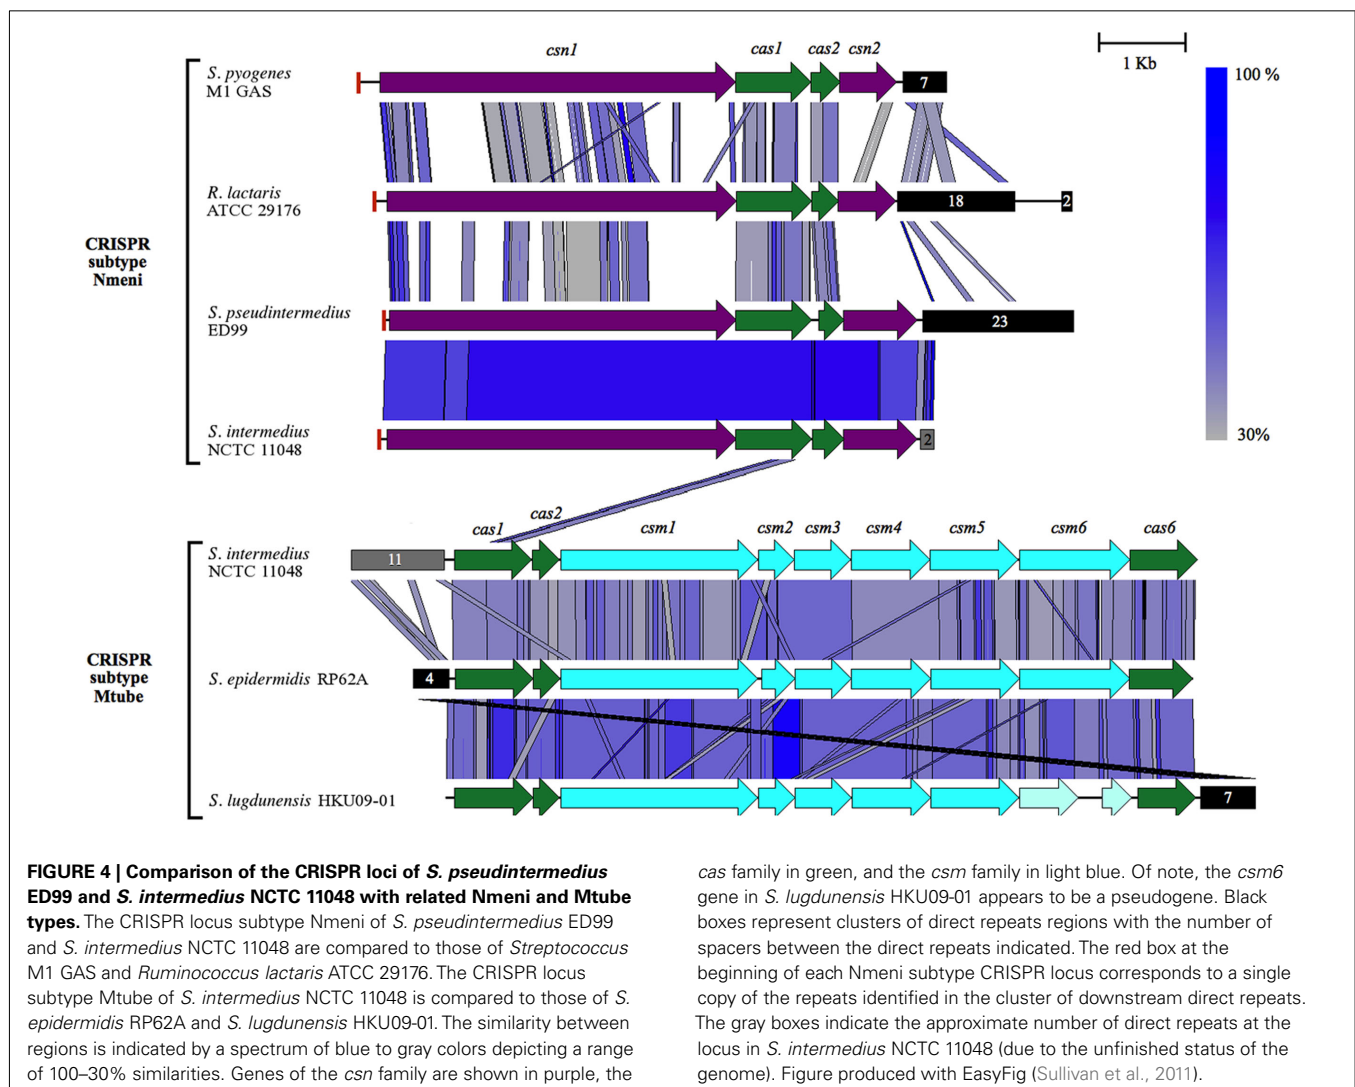 csn1 cas1 cas2 csn2
1 Kb
100 %
30%
CRISPR
subtype
Nmeni
S. pyogenes
M1 GAS
7
R. lactaris
ATCC 29176
18
2
S. pseudintermedius
ED99
23
S. intermedius
NCTC 11048
2
cas1 cas2 csm1 csm2 csm3 csm4 csm5 csm6 cas6
CRISPR
subtype
Mtube
S. intermedius
NCTC 11048
11
S. epidermidis RP62A
4
S. lugdunensis HKU09-01
7
FIGURE 4 | Comparison of the CRISPR loci of S. pseudintermedius
ED99 and S. intermedius NCTC 11048 with related Nmeni and Mtube
types. The CRISPR locus subtype Nmeni of S. pseudintermedius ED99
and S. intermedius NCTC 11048 are compared to those of Streptococcus
M1 GAS and Ruminococcus lactaris ATCC 29176. The CRISPR locus
subtype Mtube of S. intermedius NCTC 11048 is compared to those of S.
epidermidis RP62A and S. lugdunensis HKU09-01. The similarity between
regions is indicated by a spectrum of blue to gray colors depicting a range
of 100–30% similarities. Genes of the csn family are shown in purple, the
cas family in green, and the csm family in light blue. Of note, the csm6
gene in S. lugdunensis HKU09-01 appears to be a pseudogene. Black
boxes represent clusters of direct repeats regions with the number of
spacers between the direct repeats indicated. The red box at the
beginning of each Nmeni subtype CRISPR locus corresponds to a single
copy of the repeats identified in the cluster of downstream direct repeats.
The gray boxes indicate the approximate number of direct repeats at the
locus in S. intermedius NCTC 11048 (due to the unfinished status of the
genome). Figure produced with EasyFig (Sullivan et al., 2011).